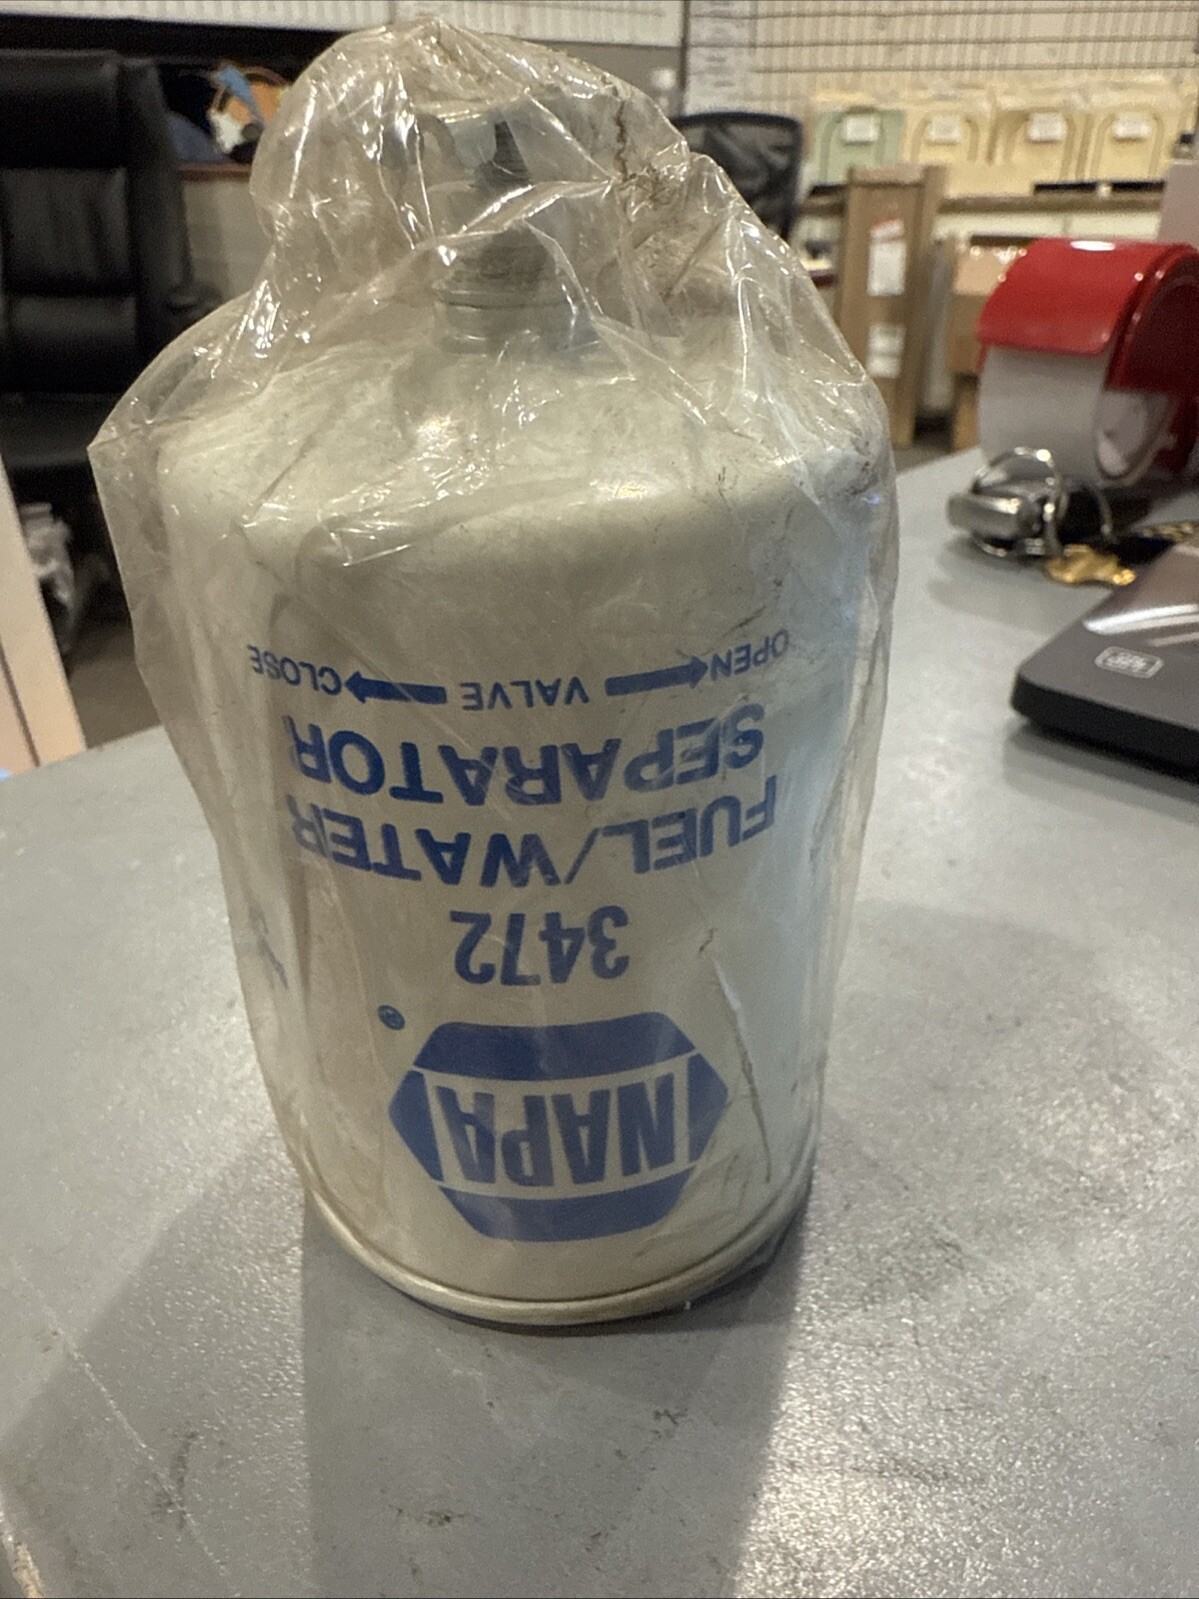 NAPA®
3472
FUEL/WATER
SEPARATOR
OPEN VALVE CLOSE